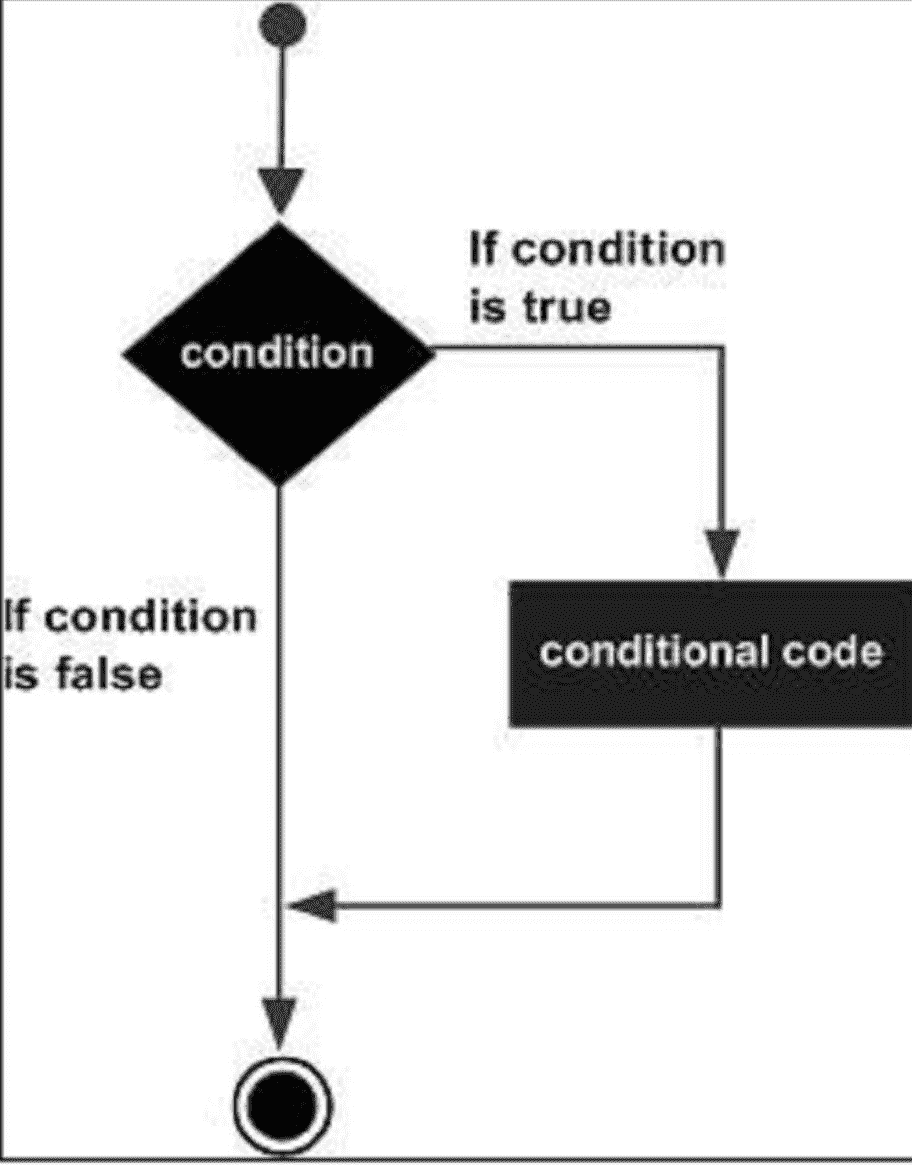 If condition
is true
condition
If condition
is false
conditional code